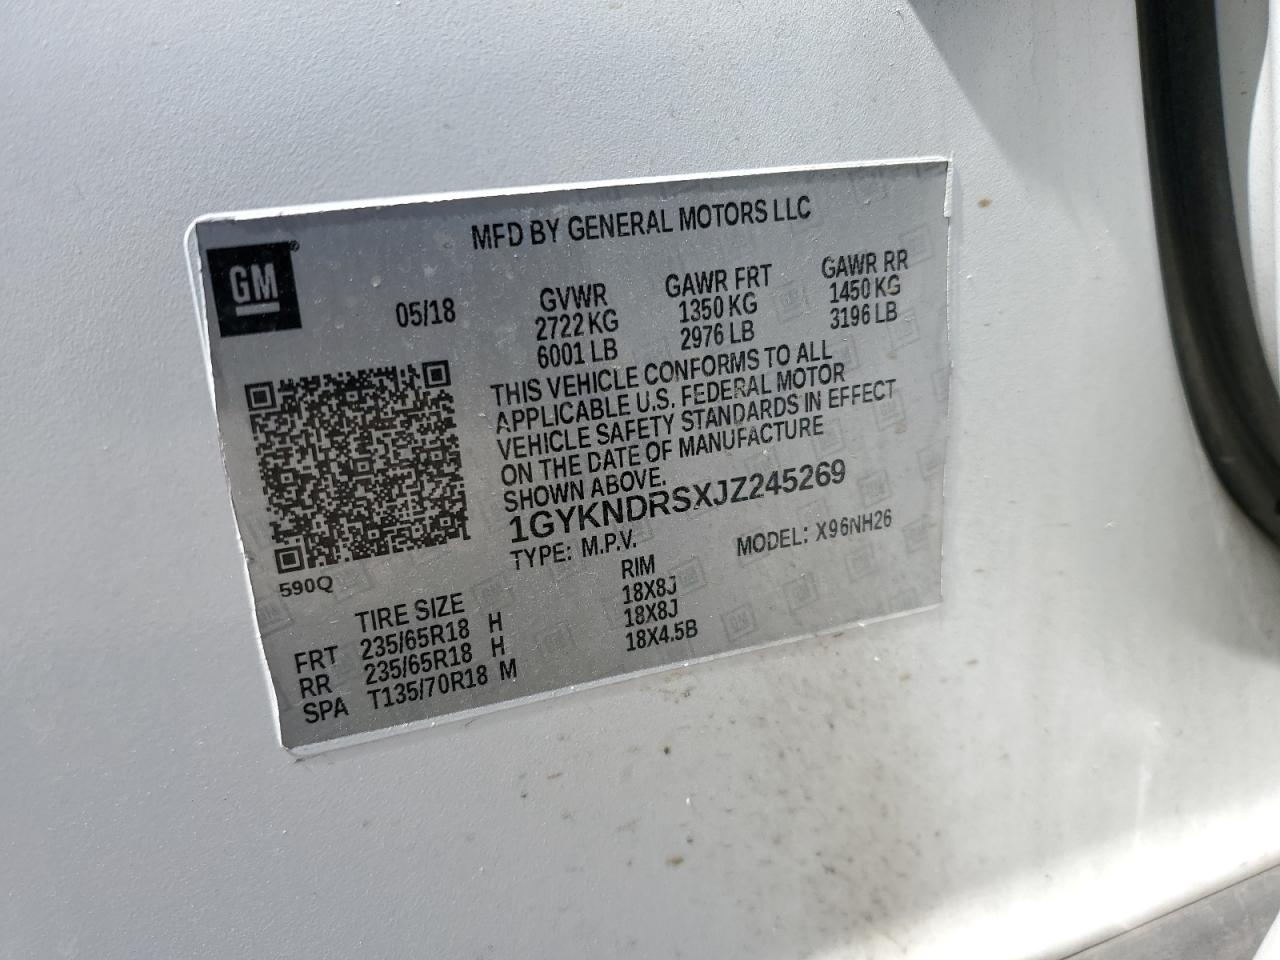 MFD BY GENERAL MOTORS LLC
GM®
05/18
GVWR
2722 KG
6001 LB
GAWR FRT
1350 KG
2976 LB
GAWR RR
1450 KG
3196 LB
THIS VEHICLE CONFORMS TO ALL
APPLICABLE U.S. FEDERAL MOTOR
VEHICLE SAFETY STANDARDS IN EFFECT
ON THE DATE OF MANUFACTURE
SHOWN ABOVE.
1GYKNDRSXJZ245269
TYPE: M.P.V. MODEL: X96NH26
590Q
TIRE SIZE RIM
FRT 235/65R18 H 18X8J
RR 235/65R18 H 18X8J
SPA T135/70R18 M 18X4.5B